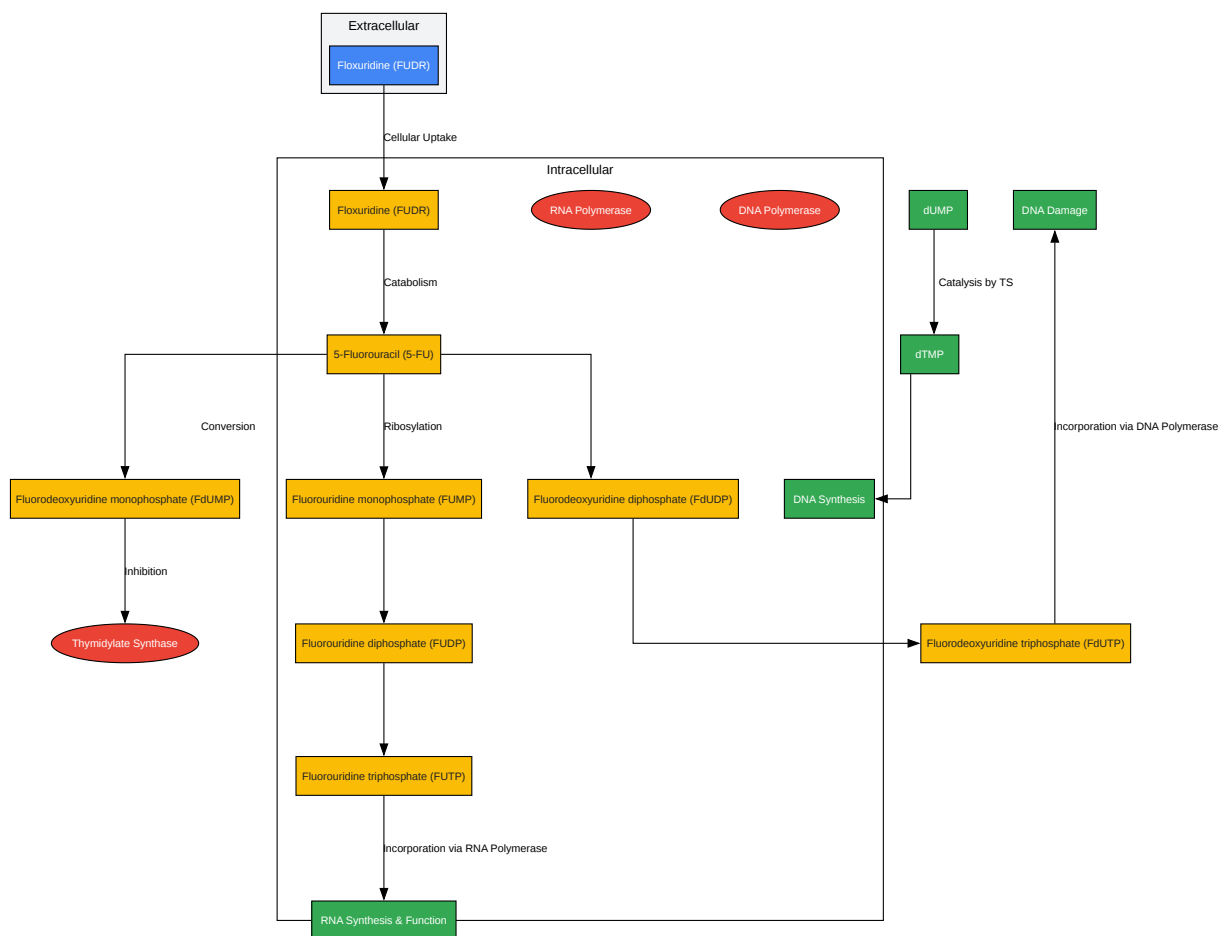 Extracellular
Floxuridine (FUDR)
Cellular Uptake
Intracellular
Floxuridine (FUDR)
RNA Polymerase
DNA Polymerase
dUMP
DNA Damage
Catabolism
Catalysis by TS
5-Fluorouracil (5-FU)
dTMP
Conversion
Ribosylation
Incorporation via DNA Polymerase
Fluorodeoxyuridine monophosphate (FdUMP)
Fluorouridine monophosphate (FUMP)
Fluorodeoxyuridine diphosphate (FdUDP)
DNA Synthesis
Inhibition
Thymidylate Synthase
Fluorouridine diphosphate (FUDP)
Fluorodeoxyuridine triphosphate (FdUTP)
Fluorouridine triphosphate (FUTP)
Incorporation via RNA Polymerase
RNA Synthesis & Function